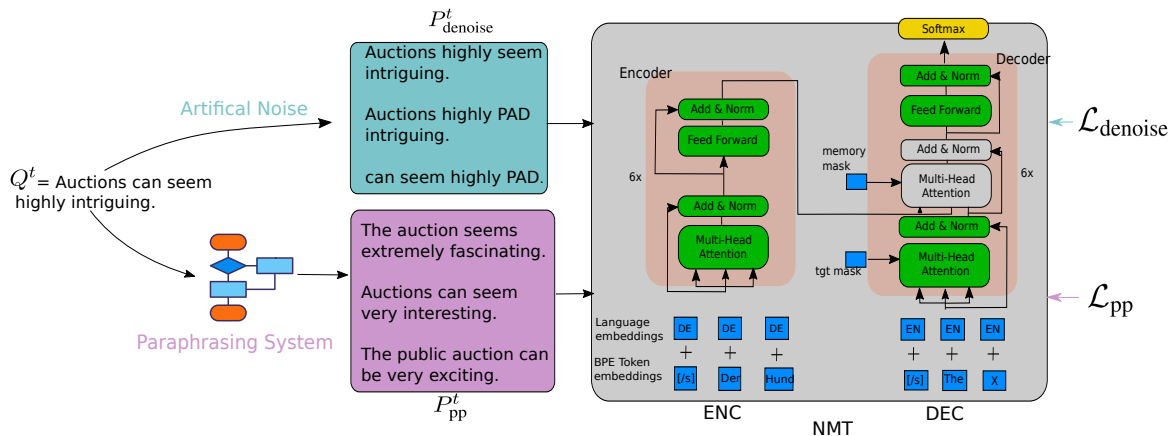 P^t_denoise
Auctions highly seem
intriguing.
Auctions highly PAD
intriguing.
can seem highly PAD.
Artifical Noise
Q^t = Auctions can seem
highly intriguing.
Paraphrasing System
The auction seems
extremely fascinating.
Auctions can seem
very interesting.
The public auction can
be very exciting.
P^t_pp
Softmax
Encoder
Add & Norm
Feed Forward
6x
Add & Norm
Multi-Head
Attention
Decoder
Add & Norm
Feed Forward
Add & Norm
memory
mask
Multi-Head
Attention
6x
Add & Norm
tgt mask
Multi-Head
Attention
Language
embeddings
DE DE DE
EN EN EN
+ + +
+ + +
BPE Token
embeddings
[/s] Der Hund
[/s] The X
ENC
DEC
NMT
ℒ_denoise
ℒ_pp